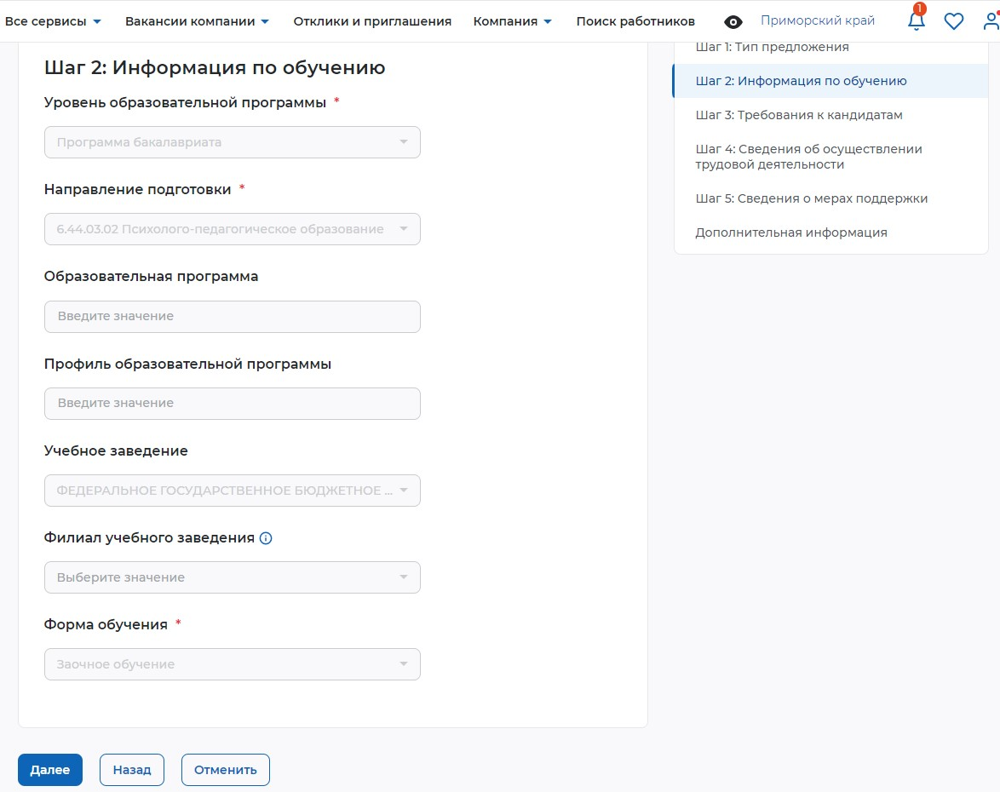 Все сервисы
Вакансии компании
Отклики и приглашения
Компания
Поиск работников
Приморский край
1
Шаг 2: Информация по обучению
Уровень образовательной программы *
Программа бакалавриата
Направление подготовки *
6.44.03.02 Психолого-педагогическое образование
Образовательная программа
Введите значение
Профиль образовательной программы
Введите значение
Учебное заведение
ФЕДЕРАЛЬНОЕ ГОСУДАРСТВЕННОЕ БЮДЖЕТНОЕ ...
Филиал учебного заведения
Выберите значение
Форма обучения *
Заочное обучение
Далее
Назад
Отменить
Шаг 1: Тип предложения
Шаг 2: Информация по обучению
Шаг 3: Требования к кандидатам
Шаг 4: Сведения об осуществлении
трудовой деятельности
Шаг 5: Сведения о мерах поддержки
Дополнительная информация